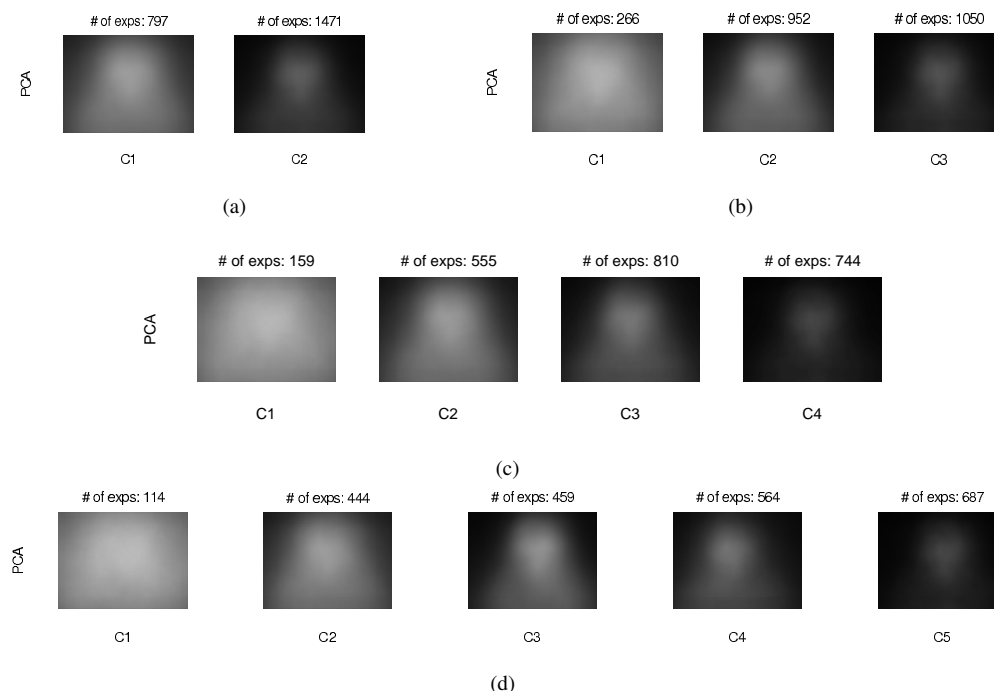 # of exps: 797 # of exps: 1471
PCA
C1 C2
(a)
# of exps: 266 # of exps: 952 # of exps: 1050
PCA
C1 C2 C3
(b)
# of exps: 159 # of exps: 555 # of exps: 810 # of exps: 744
PCA
C1 C2 C3 C4
(c)
# of exps: 114 # of exps: 444 # of exps: 459 # of exps: 564 # of exps: 687
PCA
C1 C2 C3 C4 C5
(d)